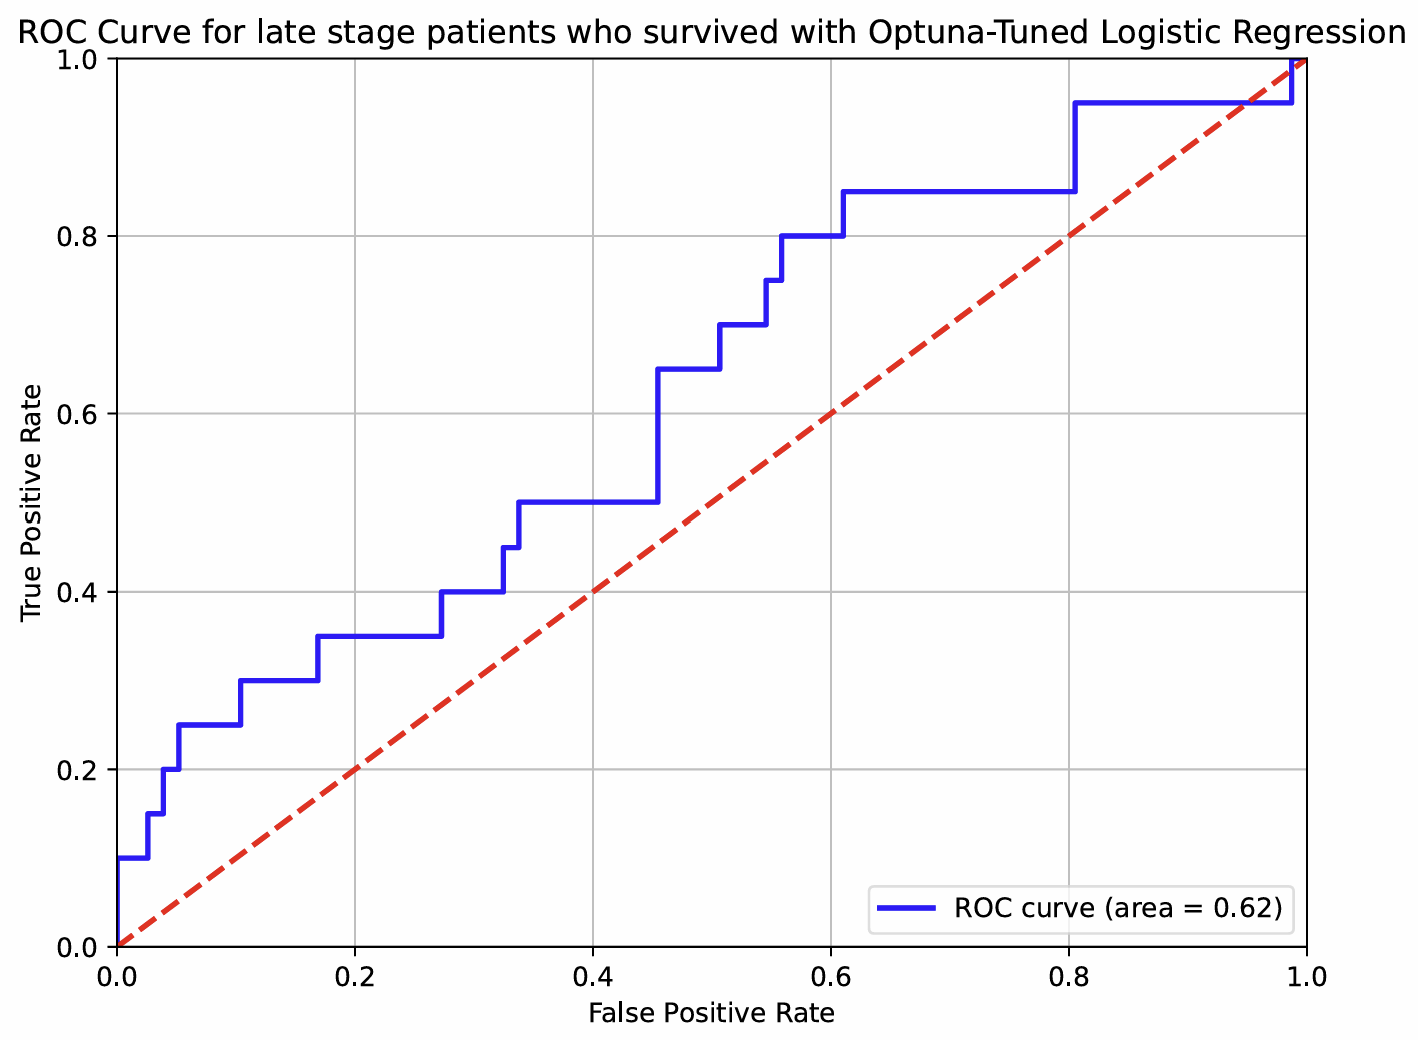 ROC Curve for late stage patients who survived with Optuna-Tuned Logistic Regression
1.0
0.8
0.6
0.4
0.2
0.0
True Positive Rate
0.0 0.2 0.4 0.6 0.8 1.0
False Positive Rate
ROC curve (area = 0.62)